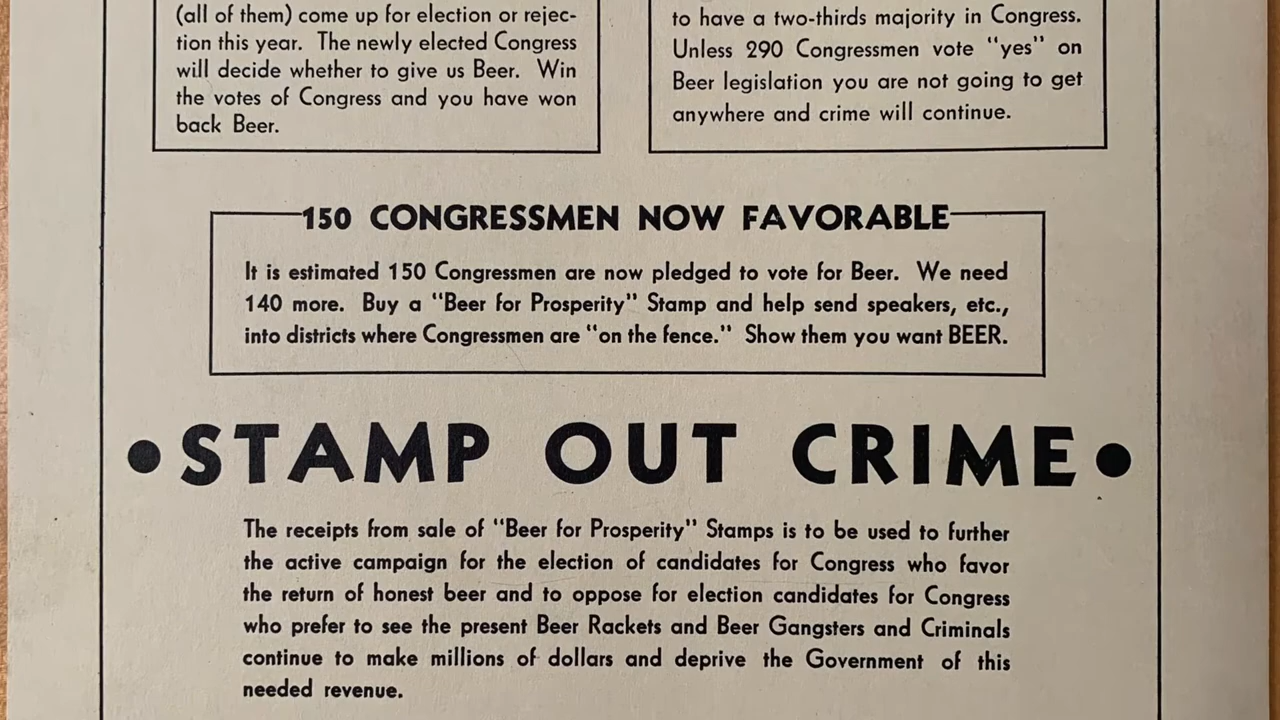 (all of them) come up for election or rejec-
tion this year. The newly elected Congress
will decide whether to give us Beer. Win
the votes of Congress and you have won
back Beer.
to have a two-thirds majority in Congress.
Unless 290 Congressmen vote "yes" on
Beer legislation you are not going to get
anywhere and crime will continue.
150 CONGRESSMEN NOW FAVORABLE
It is estimated 150 Congressmen are now pledged to vote for Beer. We need
140 more. Buy a "Beer for Prosperity" Stamp and help send speakers, etc.,
into districts where Congressmen are "on the fence." Show them you want BEER.
•STAMP OUT CRIME•
The receipts from sale of "Beer for Prosperity" Stamps is to be used to further
the active campaign for the election of candidates for Congress who favor
the return of honest beer and to oppose for election candidates for Congress
who prefer to see the present Beer Rackets and Beer Gangsters and Criminals
continue to make millions of dollars and deprive the Government of this
needed revenue.